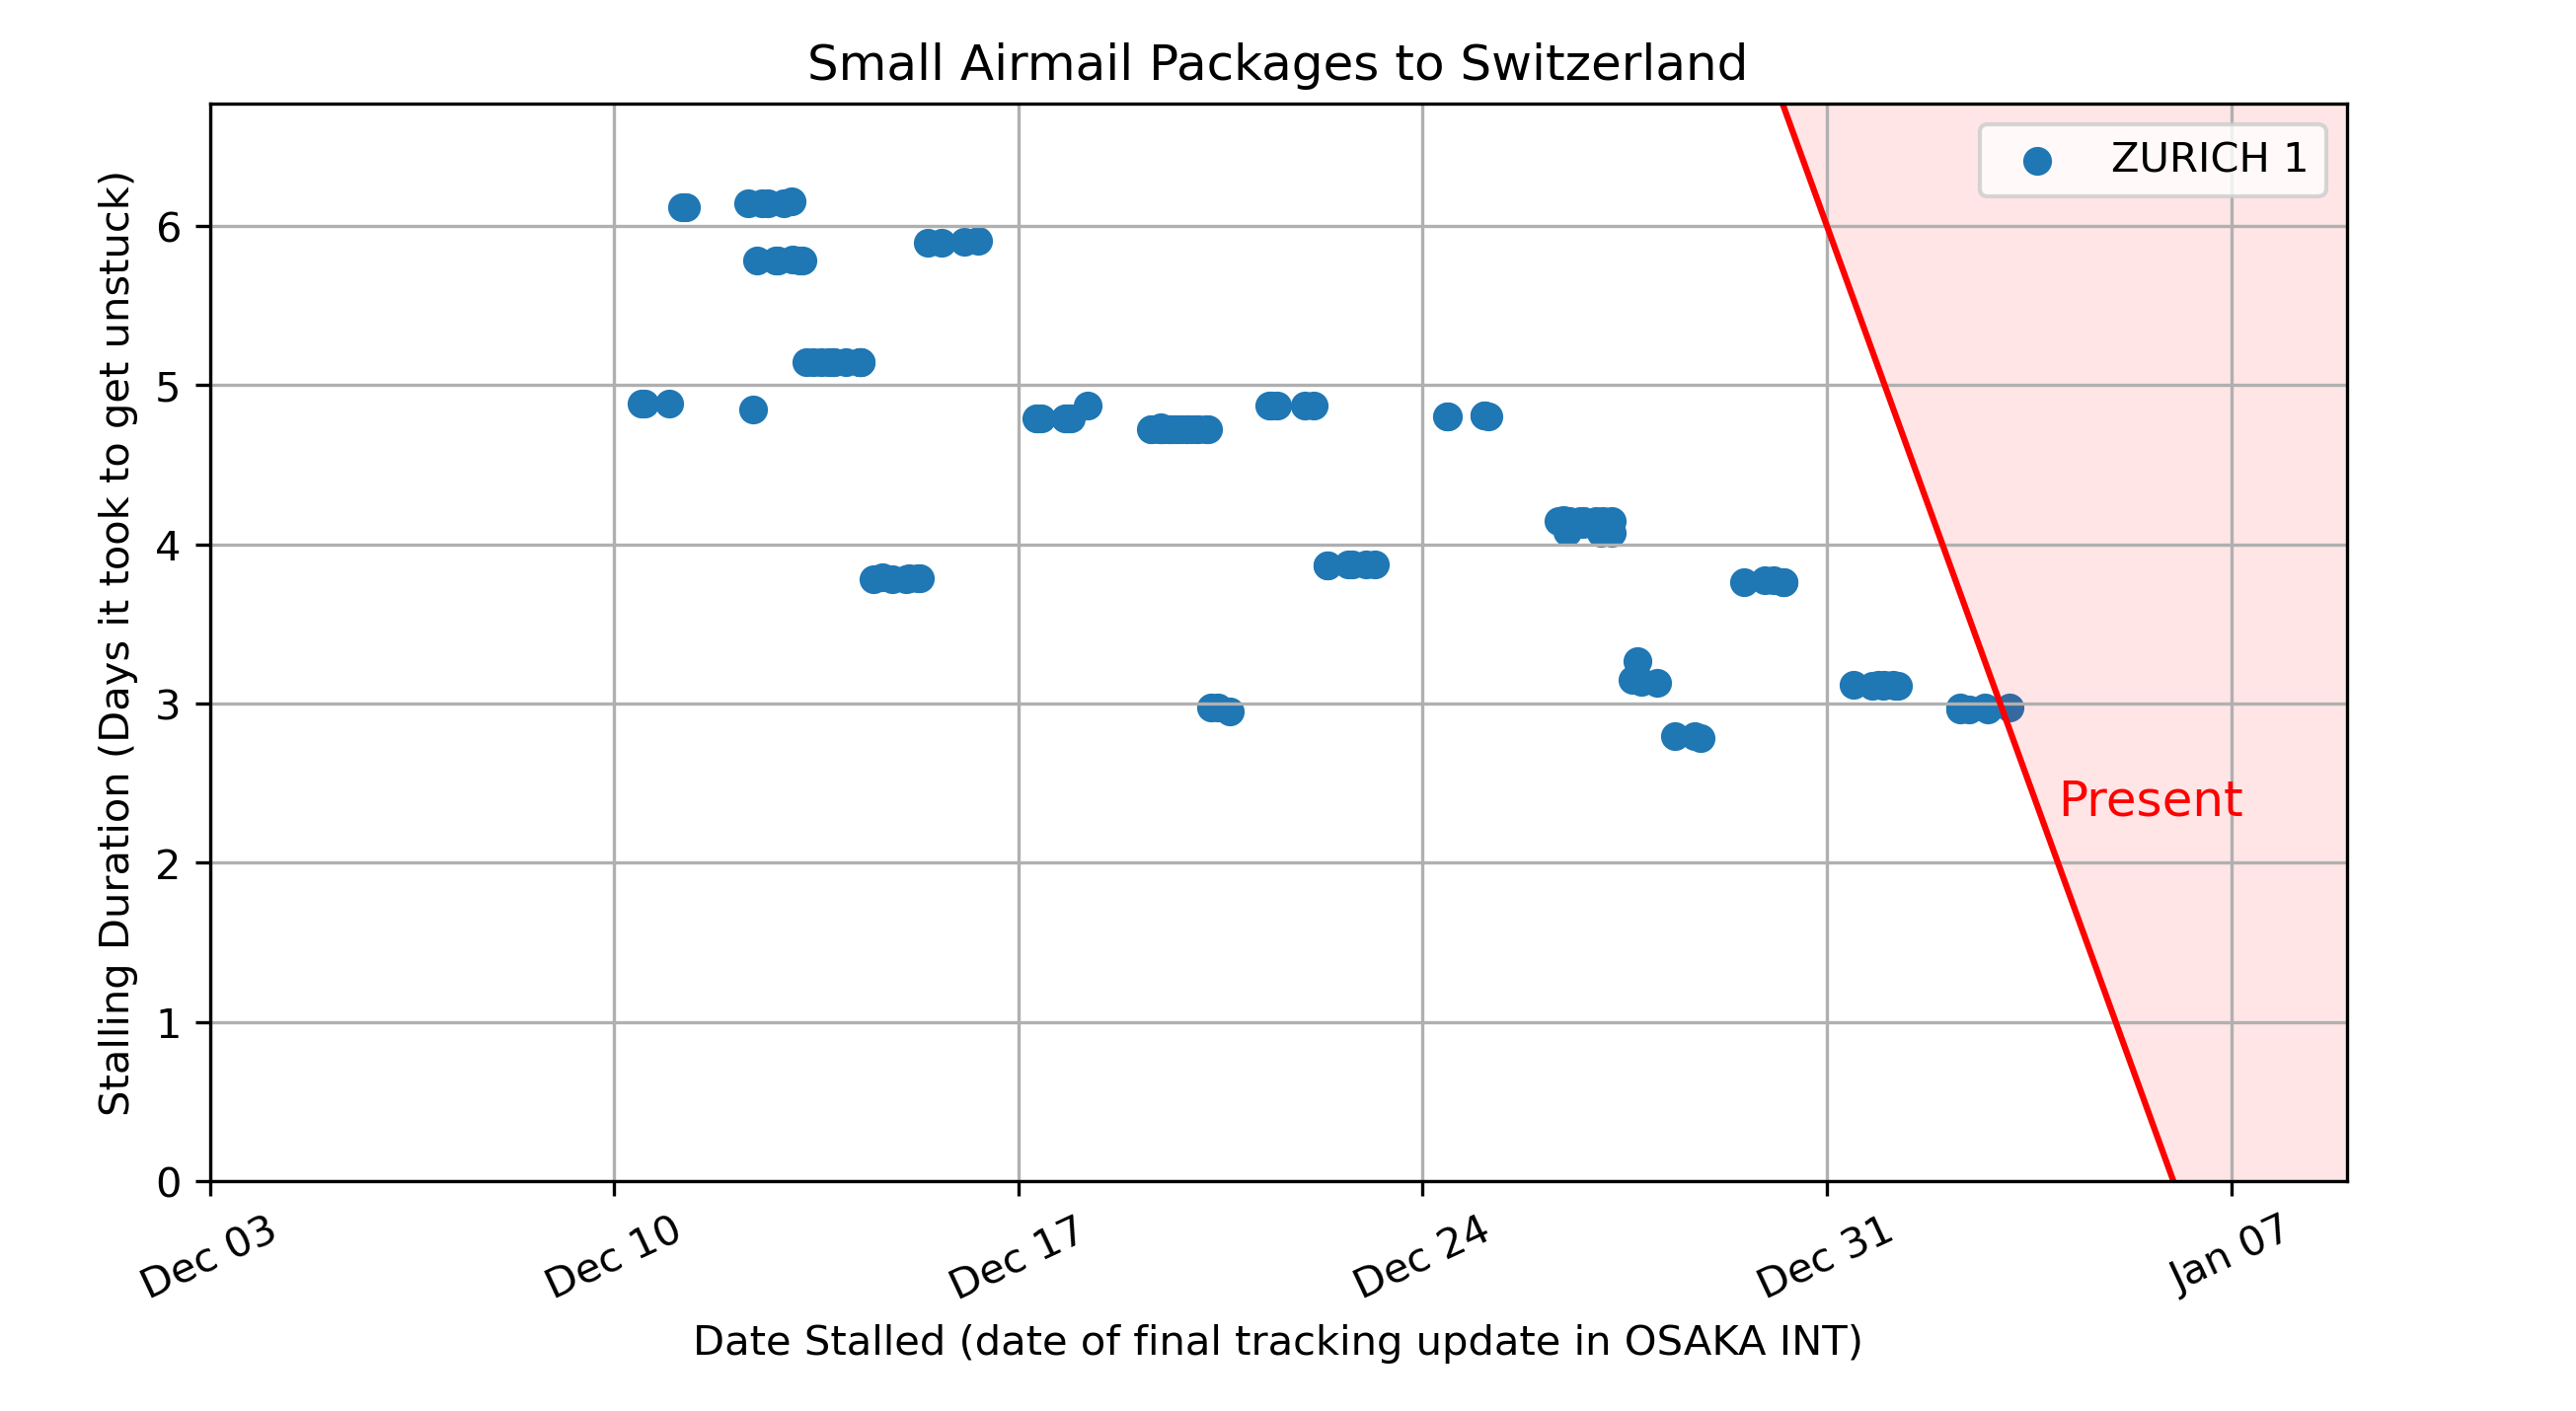 Small Airmail Packages to Switzerland
ZURICH 1
Stalling Duration (Days it took to get unstuck)
6
5
4
3
2
1
0
Present
Dec 03
Dec 10
Dec 17
Dec 24
Dec 31
Jan 07
Date Stalled (date of final tracking update in OSAKA INT)